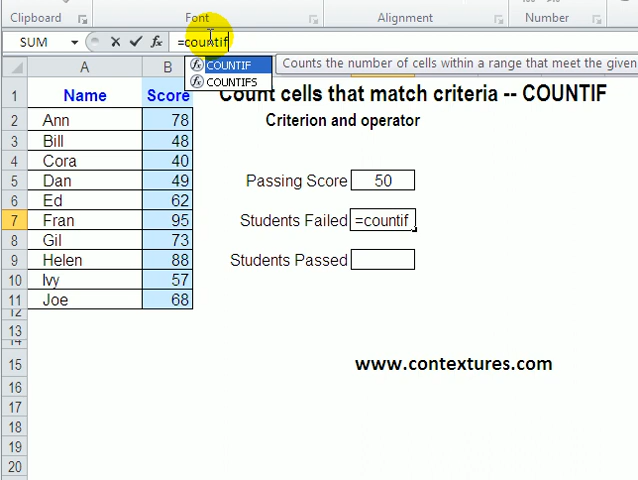 Clipboard Font Alignment Number
SUM fx =countif
COUNTIF Counts the number of cells within a range that meet the given
COUNTIFS
A B
1 Name Score Count cells that match criteria -- COUNTIF
2 Ann 78 Criterion and operator
3 Bill 48
4 Cora 40
5 Dan 49 Passing Score 50
6 Ed 62
7 Fran 95 Students Failed =countif
8 Gil 73
9 Helen 88 Students Passed
10 Ivy 57
11 Joe 68
12
13
14
15 www.contextures.com
16
17
18
19
20